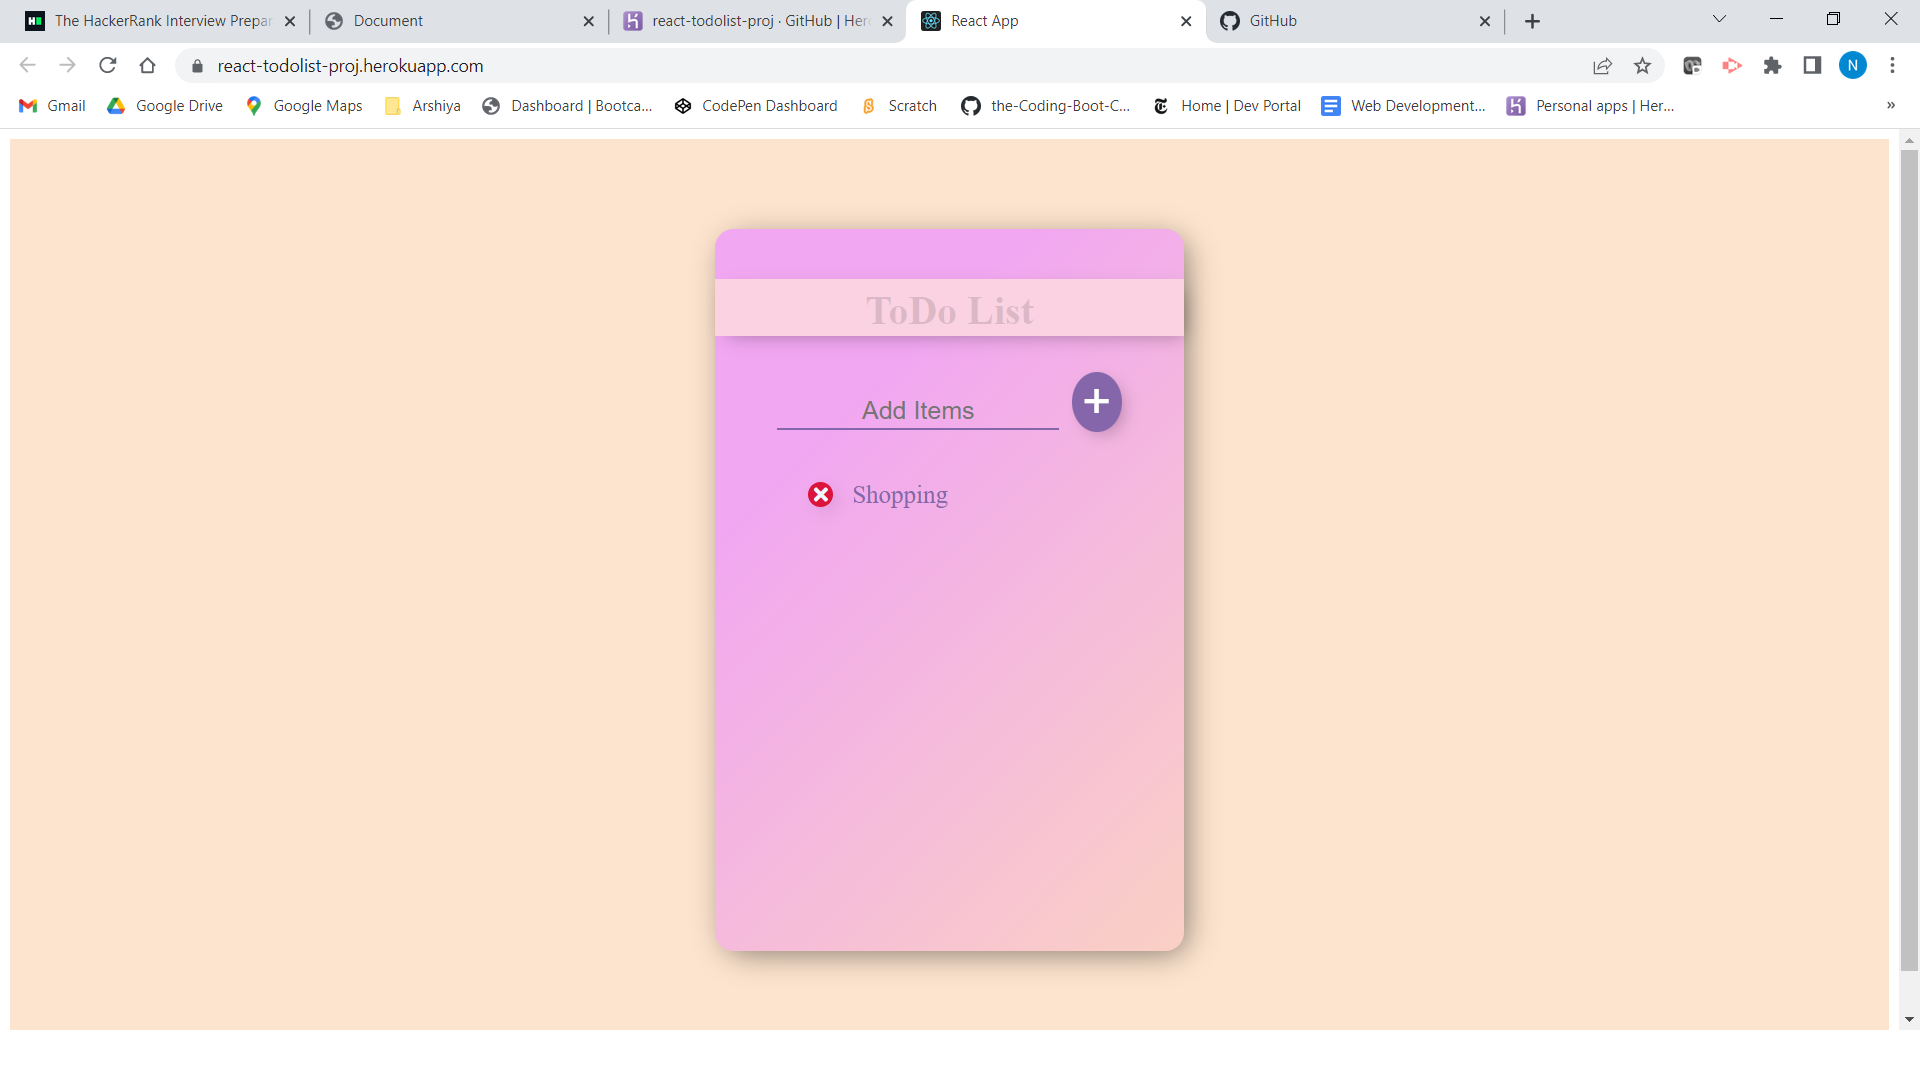 The HackerRank Interview Prepar
Document
react-todolist-proj · GitHub | Hero
React App
GitHub
react-todolist-proj.herokuapp.com
N
Gmail
Google Drive
Google Maps
Arshiya
Dashboard | Bootca...
CodePen Dashboard
Scratch
the-Coding-Boot-C...
Home | Dev Portal
Web Development...
Personal apps | Her...
»
ToDo List
Add Items
+
Shopping